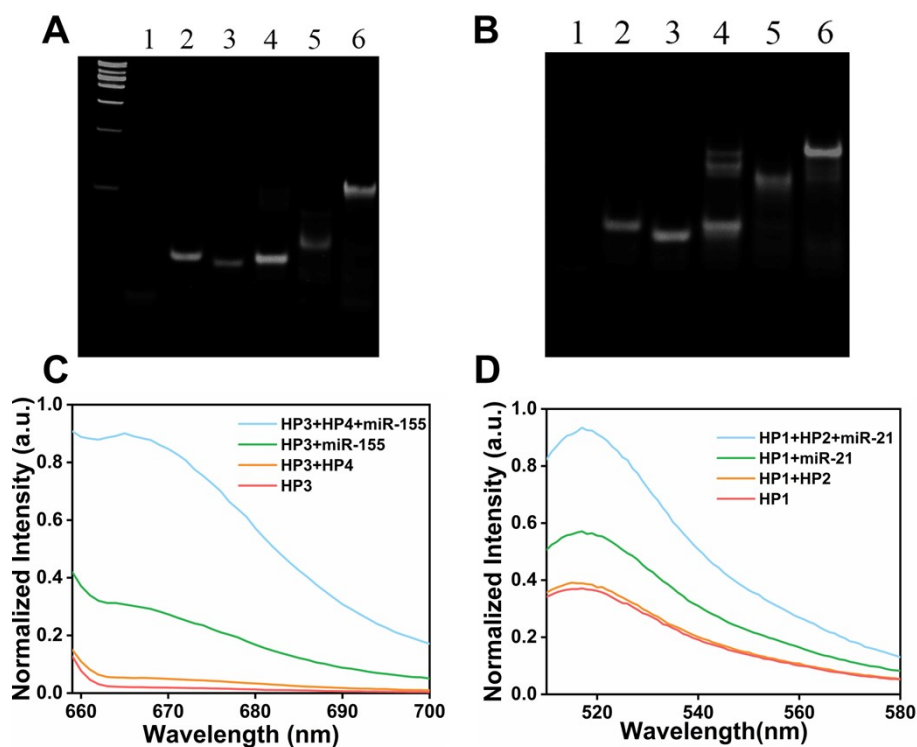 A
1 2 3 4 5 6
B
1 2 3 4 5 6
C
Normalized Intensity (a.u.)
1.0
0.8
0.6
0.4
0.2
0.0
HP3+HP4+miR-155
HP3+miR-155
HP3+HP4
HP3
660 670 680 690 700
Wavelength (nm)
D
Normalized Intensity (a.u.)
1.0
0.8
0.6
0.4
0.2
0.0
HP1+HP2+miR-21
HP1+miR-21
HP1+HP2
HP1
520 540 560 580
Wavelength(nm)